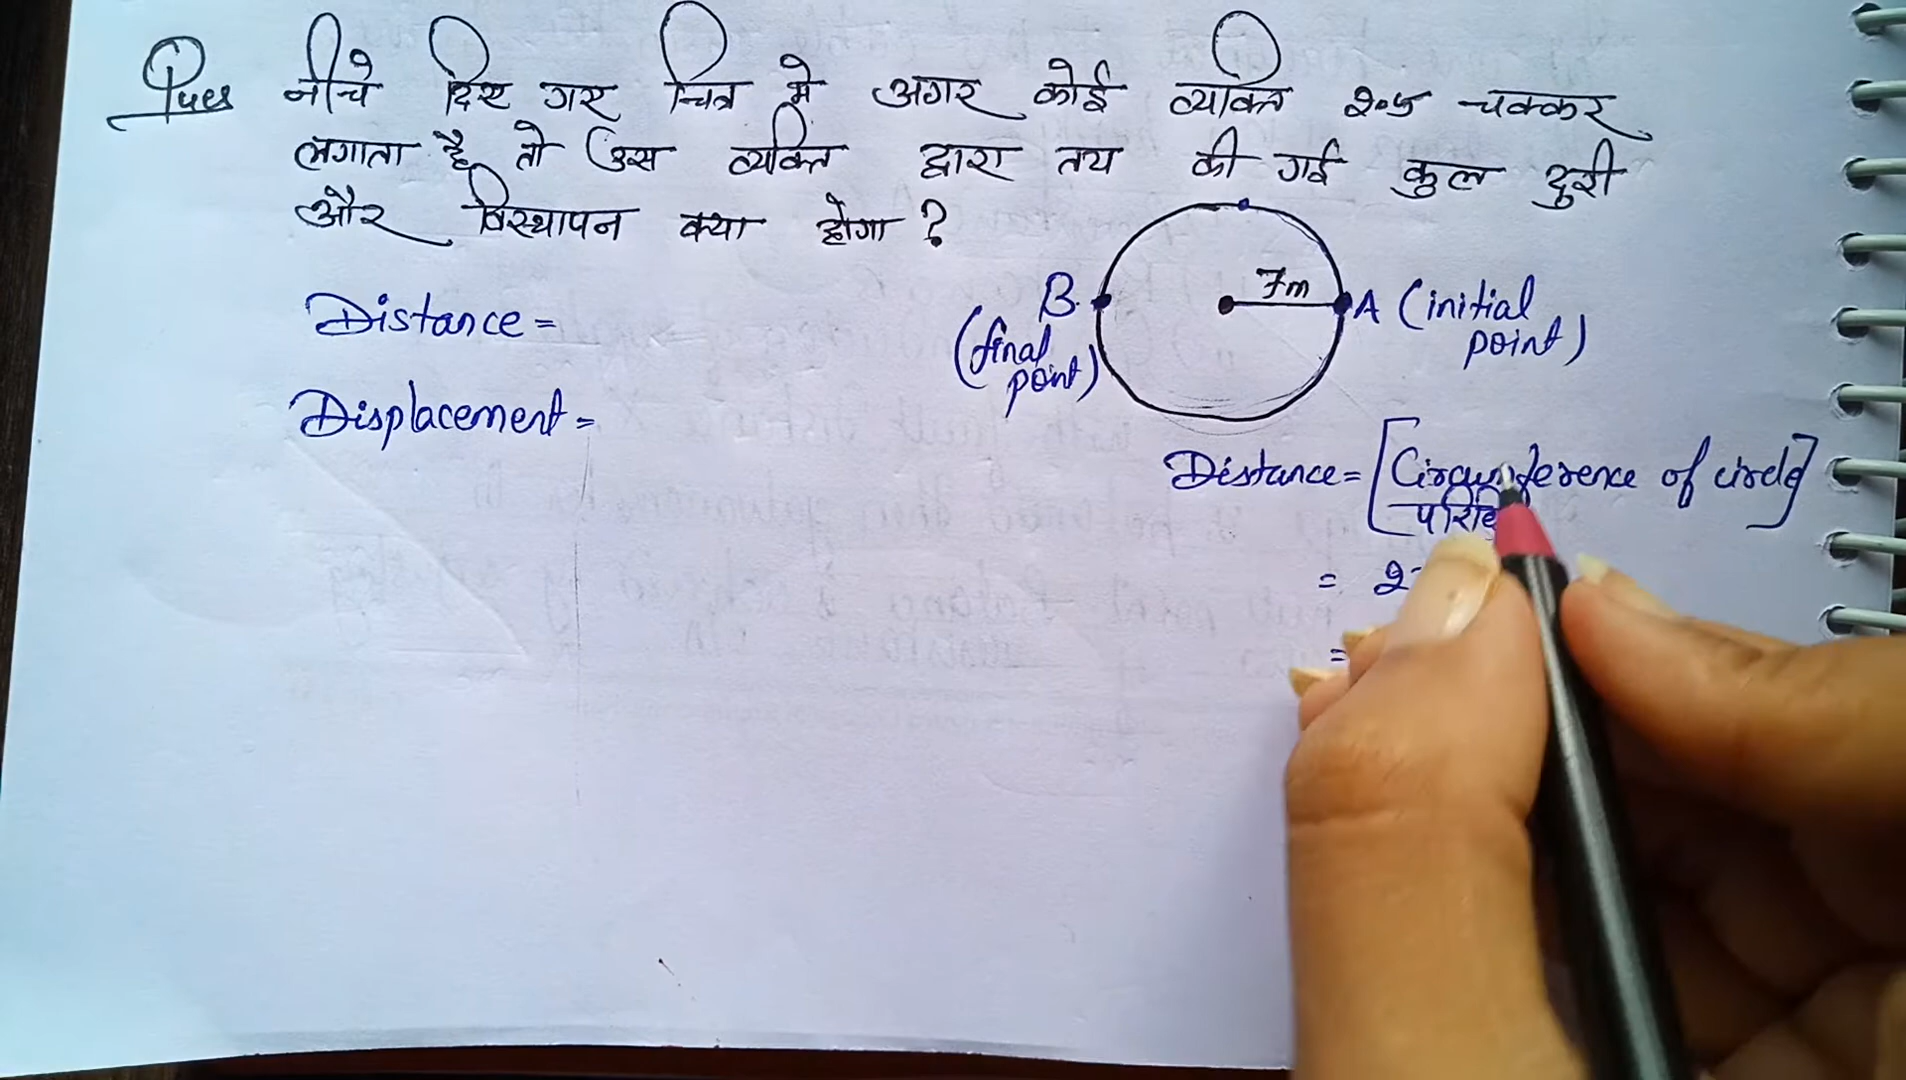 Ques नीचे दिए गए चित्र मे अगर कोई व्यक्ति 2.5 चक्कर
लगाता है तो उस व्यक्ति द्वारा तय की गई कुल दुरी
और विस्थापन क्या होगा ?
7m
B
A (initial
point)
(final
point)
Distance =
Displacement =
Distance = [Circumference of circle]
=
=